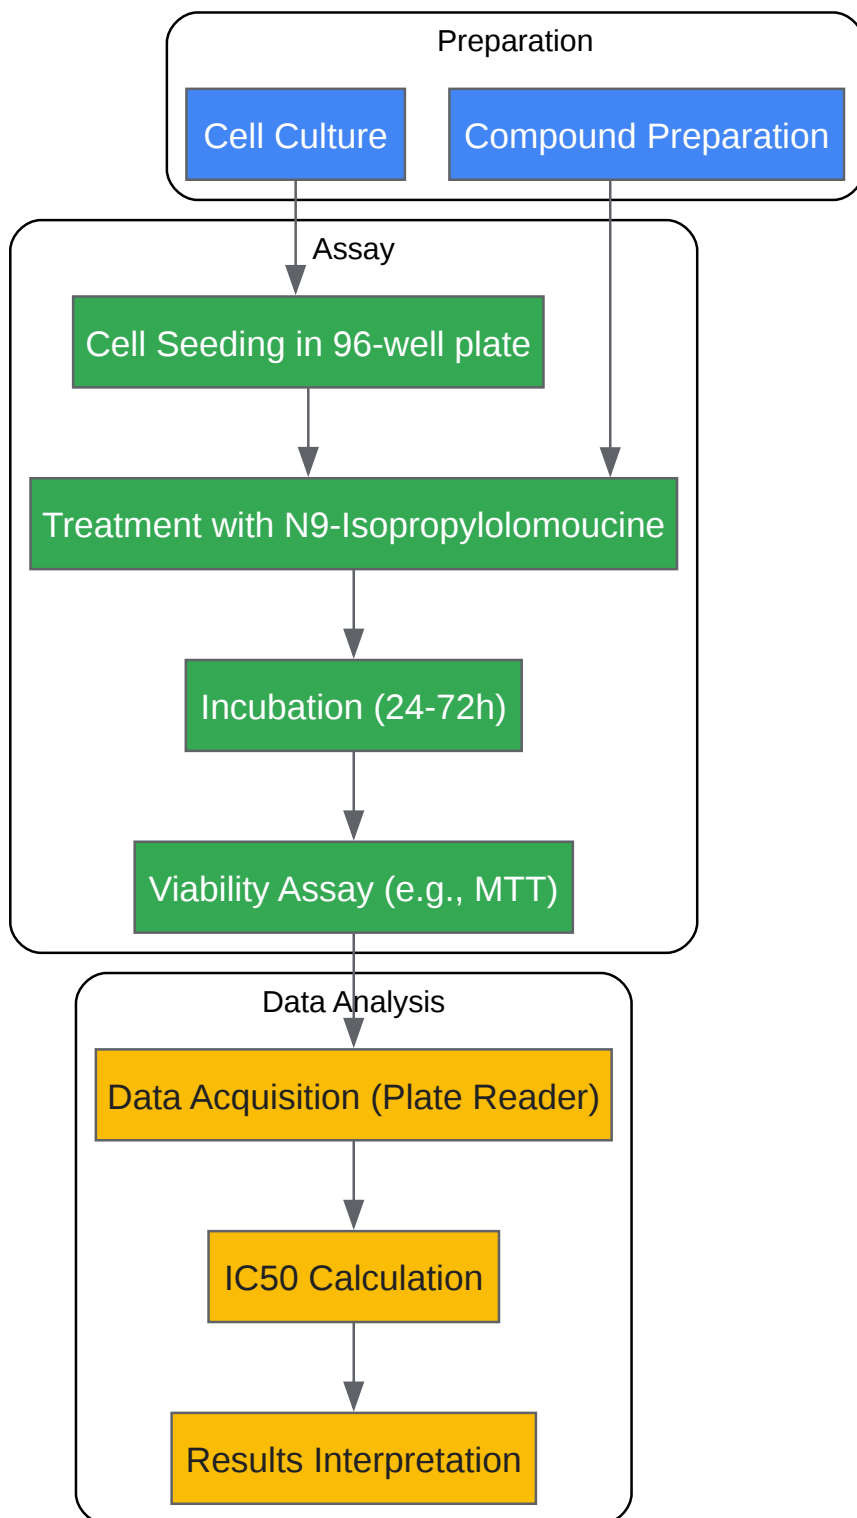 Preparation
Cell Culture
Compound Preparation
Assay
Cell Seeding in 96-well plate
Treatment with N9-Isopropylolomoucine
Incubation (24-72h)
Viability Assay (e.g., MTT)
Data Analysis
Data Acquisition (Plate Reader)
IC50 Calculation
Results Interpretation